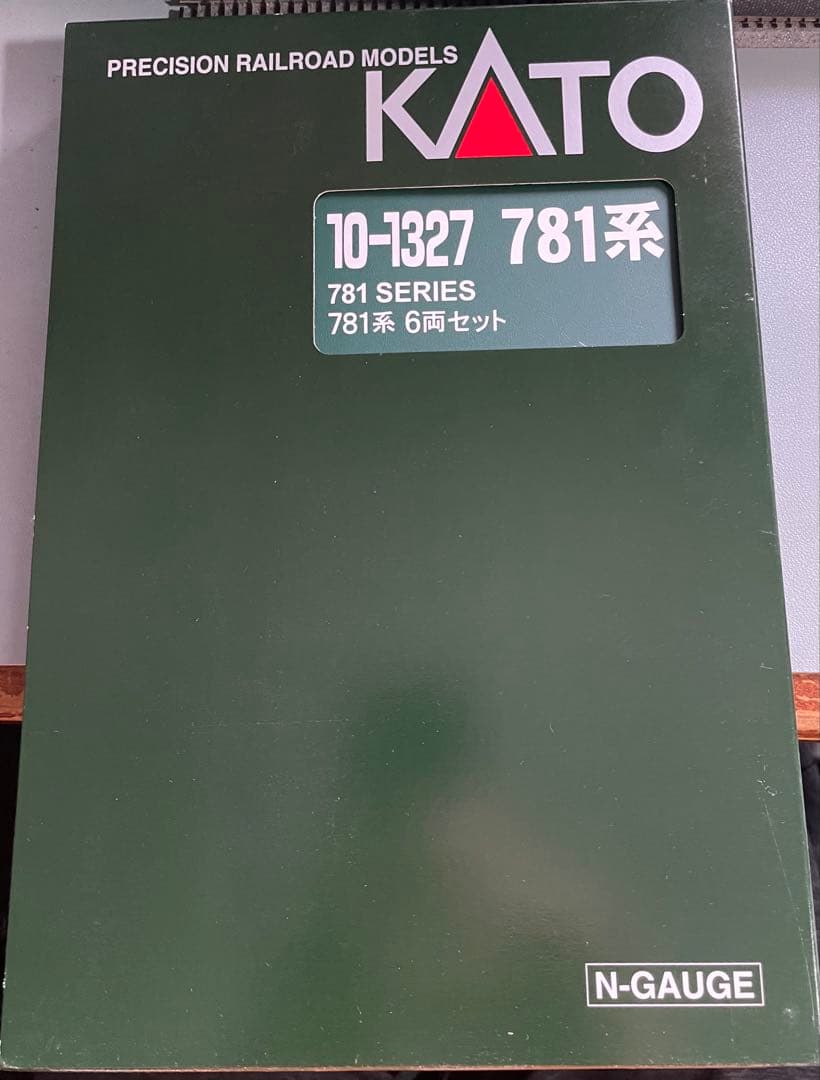 PRECISION RAILROAD MODELS
KATO
10-1327 781系
781 SERIES
781系 6両セット
N-GAUGE